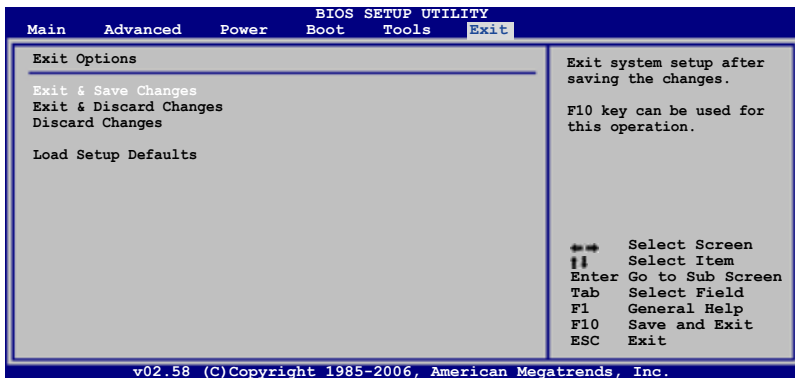 BIOS SETUP UTILITY
Main Advanced Power Boot Tools Exit
Exit Options
Exit & Save Changes
Exit & Discard Changes
Discard Changes
Load Setup Defaults
Exit system setup after
saving the changes.
F10 key can be used for
this operation.
←→ Select Screen
↑↓ Select Item
Enter Go to Sub Screen
Tab Select Field
F1 General Help
F10 Save and Exit
ESC Exit
v02.58 (C)Copyright 1985-2006, American Megatrends, Inc.